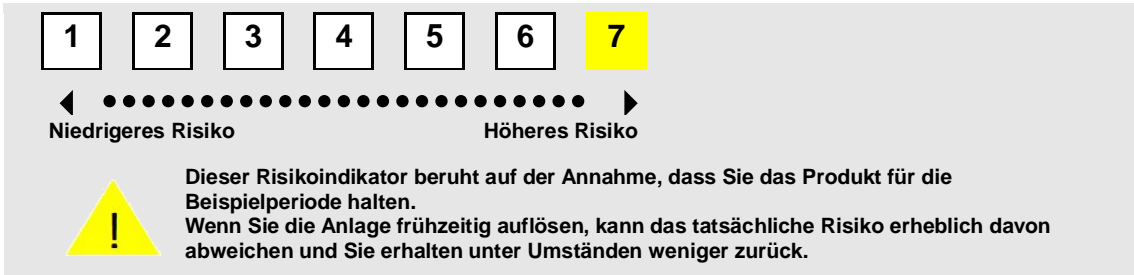 1 2 3 4 5 6 7
Niedrigeres Risiko Höheres Risiko
Dieser Risikoindikator beruht auf der Annahme, dass Sie das Produkt für die
Beispielperiode halten.
Wenn Sie die Anlage frühzeitig auflösen, kann das tatsächliche Risiko erheblich davon
abweichen und Sie erhalten unter Umständen weniger zurück.
!